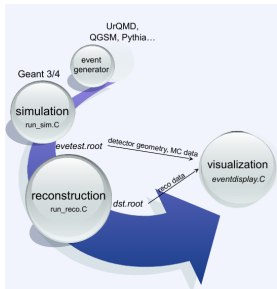 UrQMD,
QGSM, Pythia...
event
generator
Geant 3/4
simulation
run_sim.C
evetest.root
detector geometry, MC data
visualization
eventdisplay.C
reconstruction
run_reco.C
reco data
dst.root